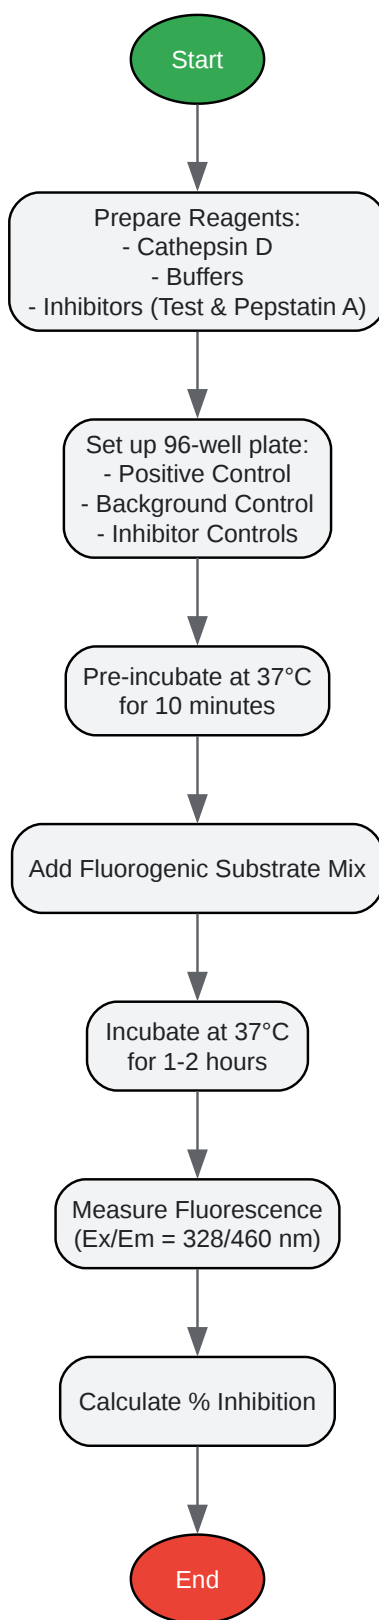 Start
Prepare Reagents:
- Cathepsin D
- Buffers
- Inhibitors (Test & Pepstatin A)
Set up 96-well plate:
- Positive Control
- Background Control
- Inhibitor Controls
Pre-incubate at 37°C
for 10 minutes
Add Fluorogenic Substrate Mix
Incubate at 37°C
for 1-2 hours
Measure Fluorescence
(Ex/Em = 328/460 nm)
Calculate % Inhibition
End